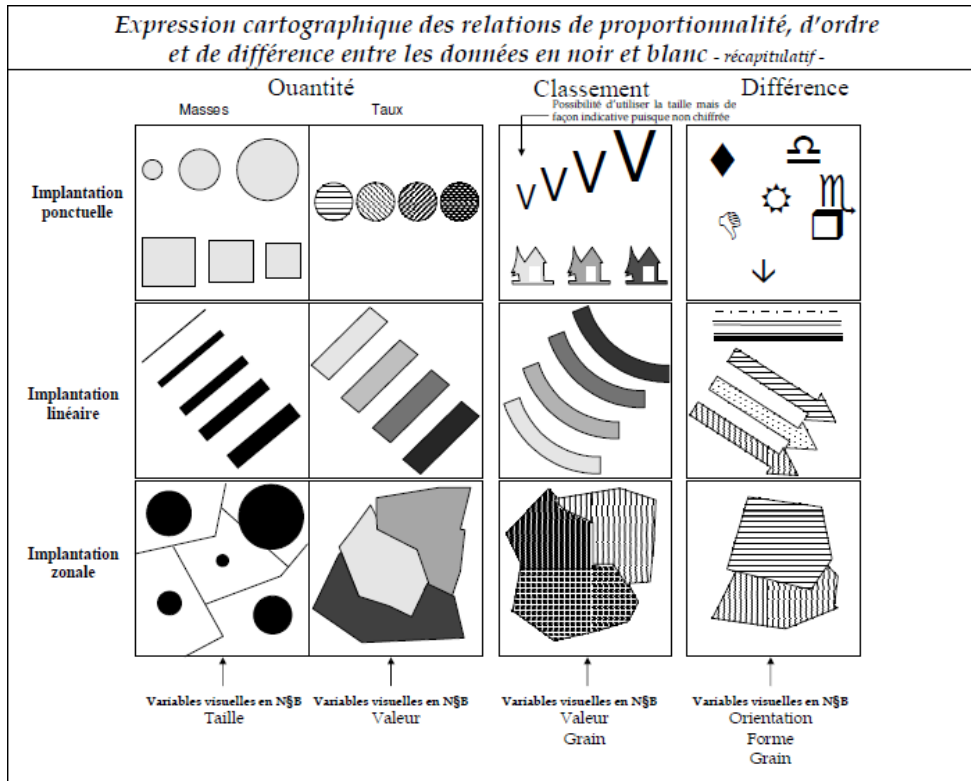 Expression cartographique des relations de proportionnalité, d'ordre
et de différence entre les données en noir et blanc - récapitulatif -
Quantité
Classement
Différence
Masses
Taux
Possibilité d'utiliser la taille mais de
façon indicative puisque non chiffrée
Implantation
ponctuelle
V V V V
Implantation
linéaire
Implantation
zonale
Variables visuelles en N§B
Taille
Variables visuelles en N§B
Valeur
Variables visuelles en N§B
Valeur
Grain
Variables visuelles en N§B
Orientation
Forme
Grain